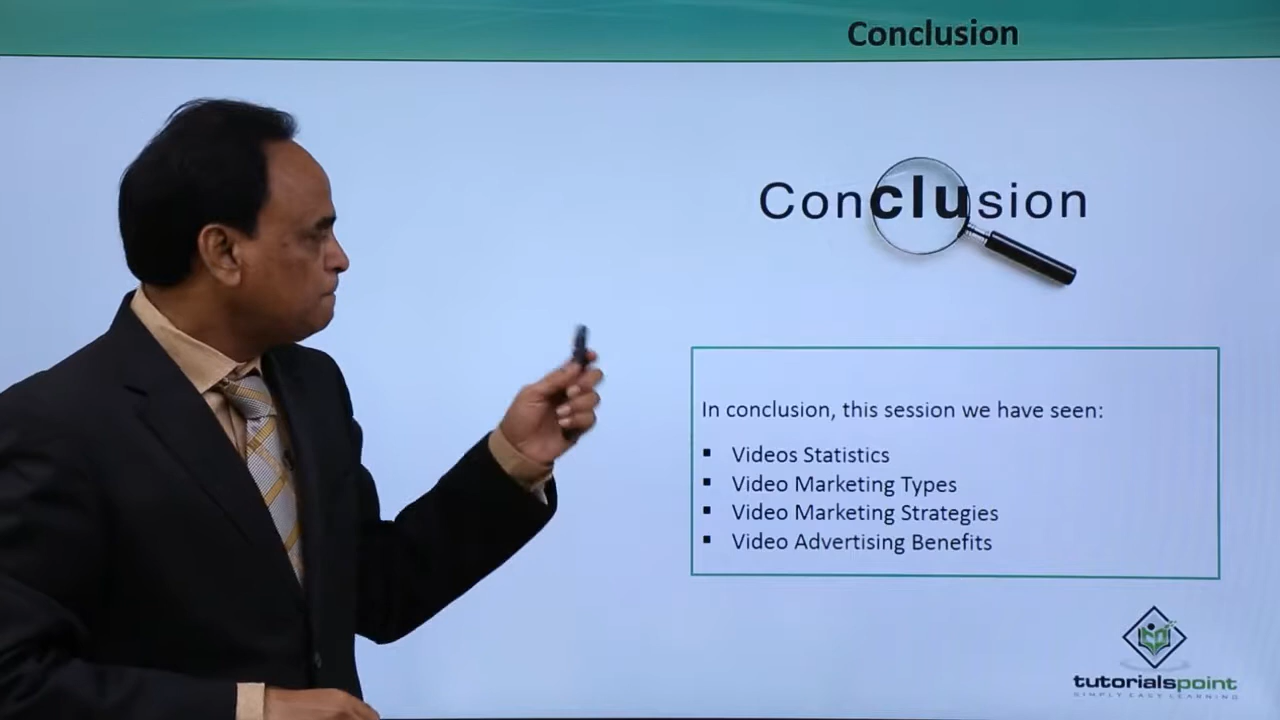 Conclusion
Conclusion
In conclusion, this session we have seen:
▪ Videos Statistics
▪ Video Marketing Types
▪ Video Marketing Strategies
▪ Video Advertising Benefits
tutorialspoint
SIMPLY EASY LEARNING